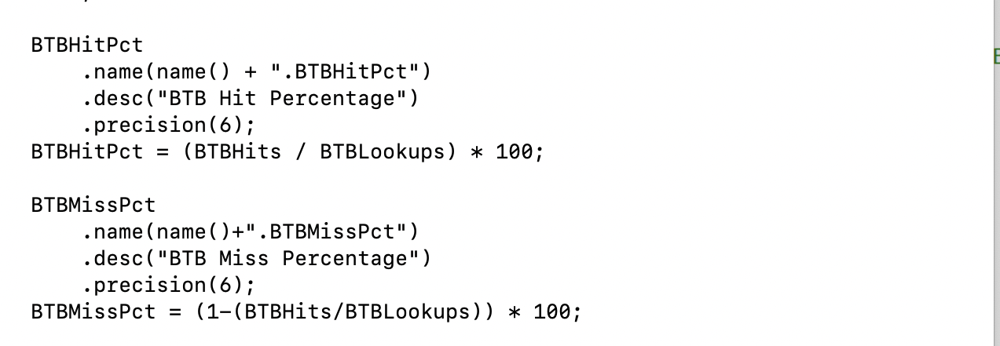 BTBHitPct
    .name(name() + ".BTBHitPct")
    .desc("BTB Hit Percentage")
    .precision(6);
BTBHitPct = (BTBHits / BTBLookups) * 100;

BTBMissPct
    .name(name()+".BTBMissPct")
    .desc("BTB Miss Percentage")
    .precision(6);
BTBMissPct = (1-(BTBHits/BTBLookups)) * 100;